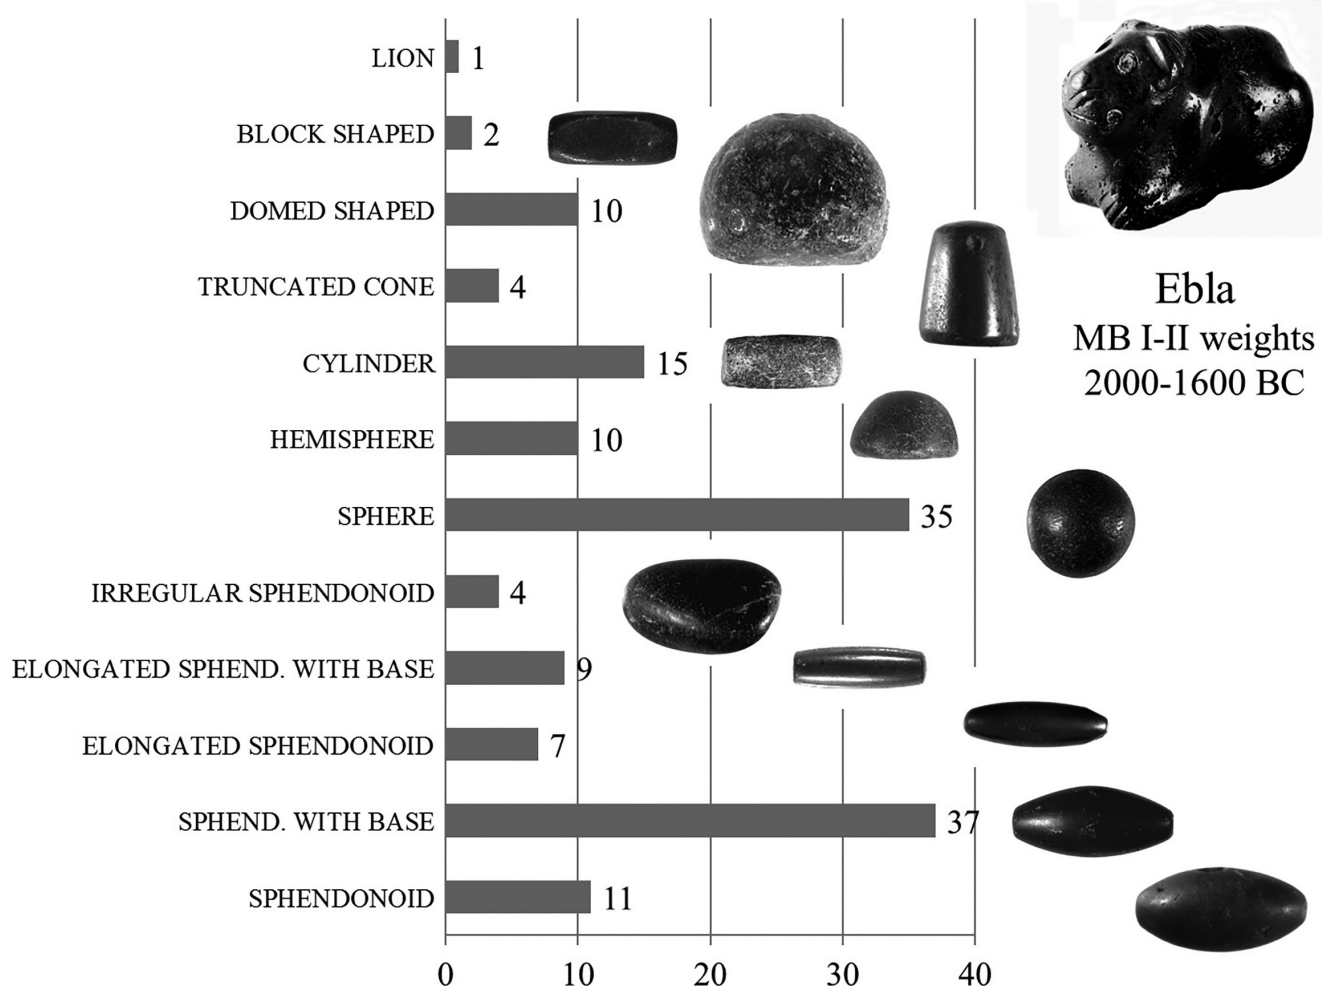 LION 1
BLOCK SHAPED 2
DOMED SHAPED 10
TRUNCATED CONE 4
CYLINDER 15
HEMISPHERE 10
SPHERE 35
IRREGULAR SPHENDONOID 4
ELONGATED SPHEND. WITH BASE 9
ELONGATED SPHENDONOID 7
SPHEND. WITH BASE 37
SPHENDONOID 11
0 10 20 30 40
Ebla
MB I-II weights
2000-1600 BC